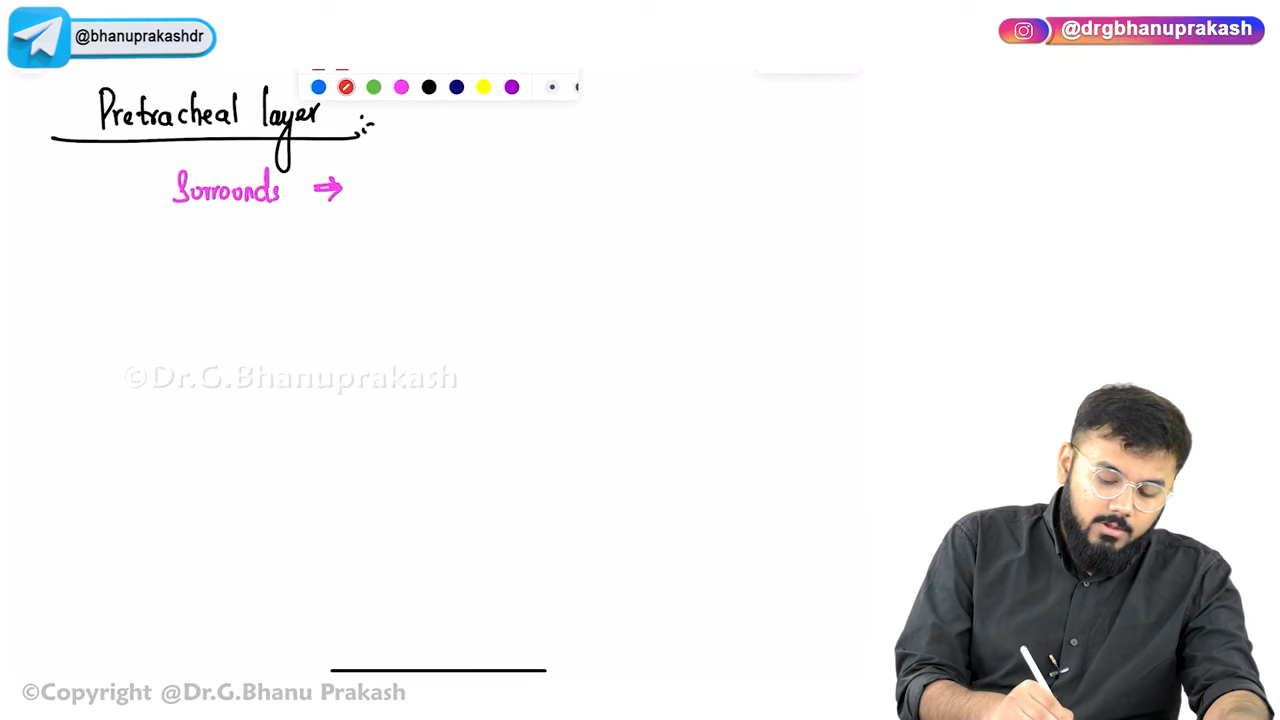 @bhanuprakashdr
@drgbhanuprakash
Pretracheal layer :-
Surrounds →
©Dr.G.Bhanuprakash
©Copyright @Dr.G.Bhanu Prakash